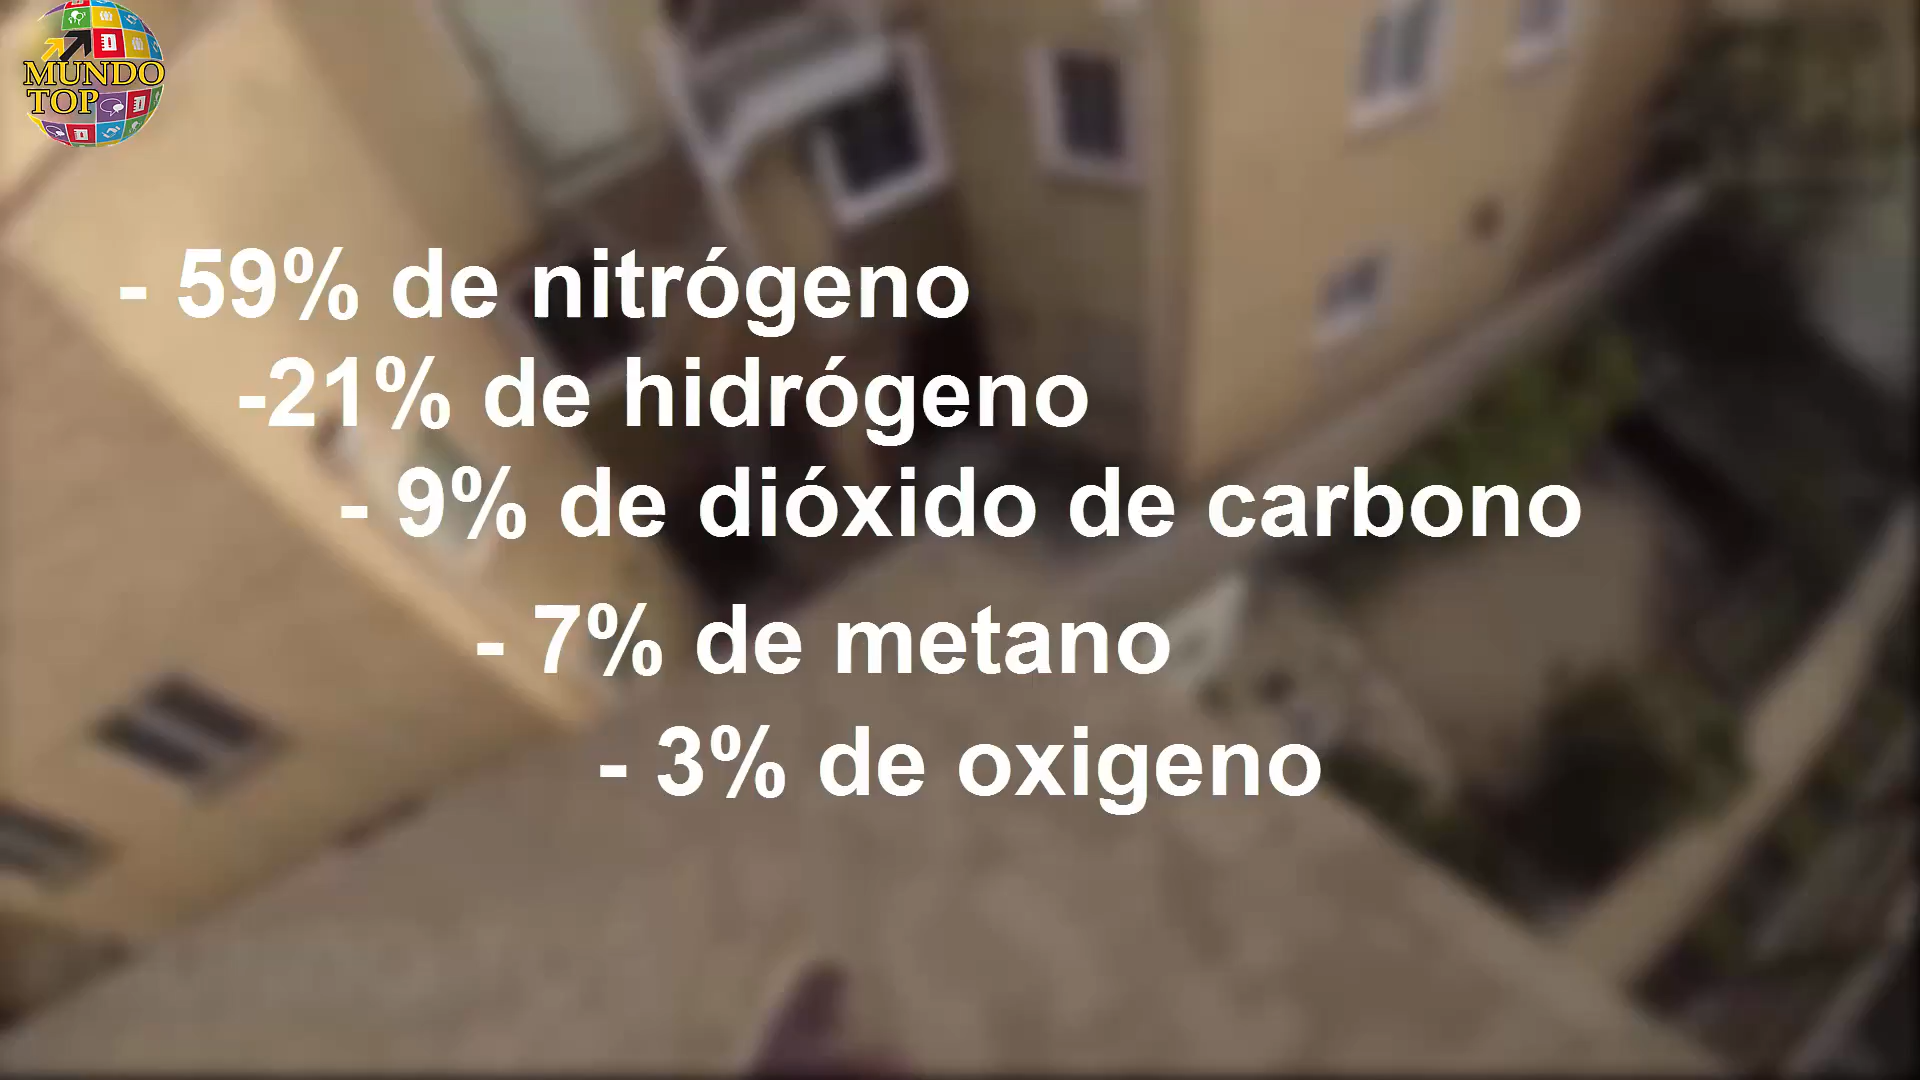 MUNDO
TOP
- 59% de nitrógeno
-21% de hidrógeno
- 9% de dióxido de carbono
- 7% de metano
- 3% de oxigeno